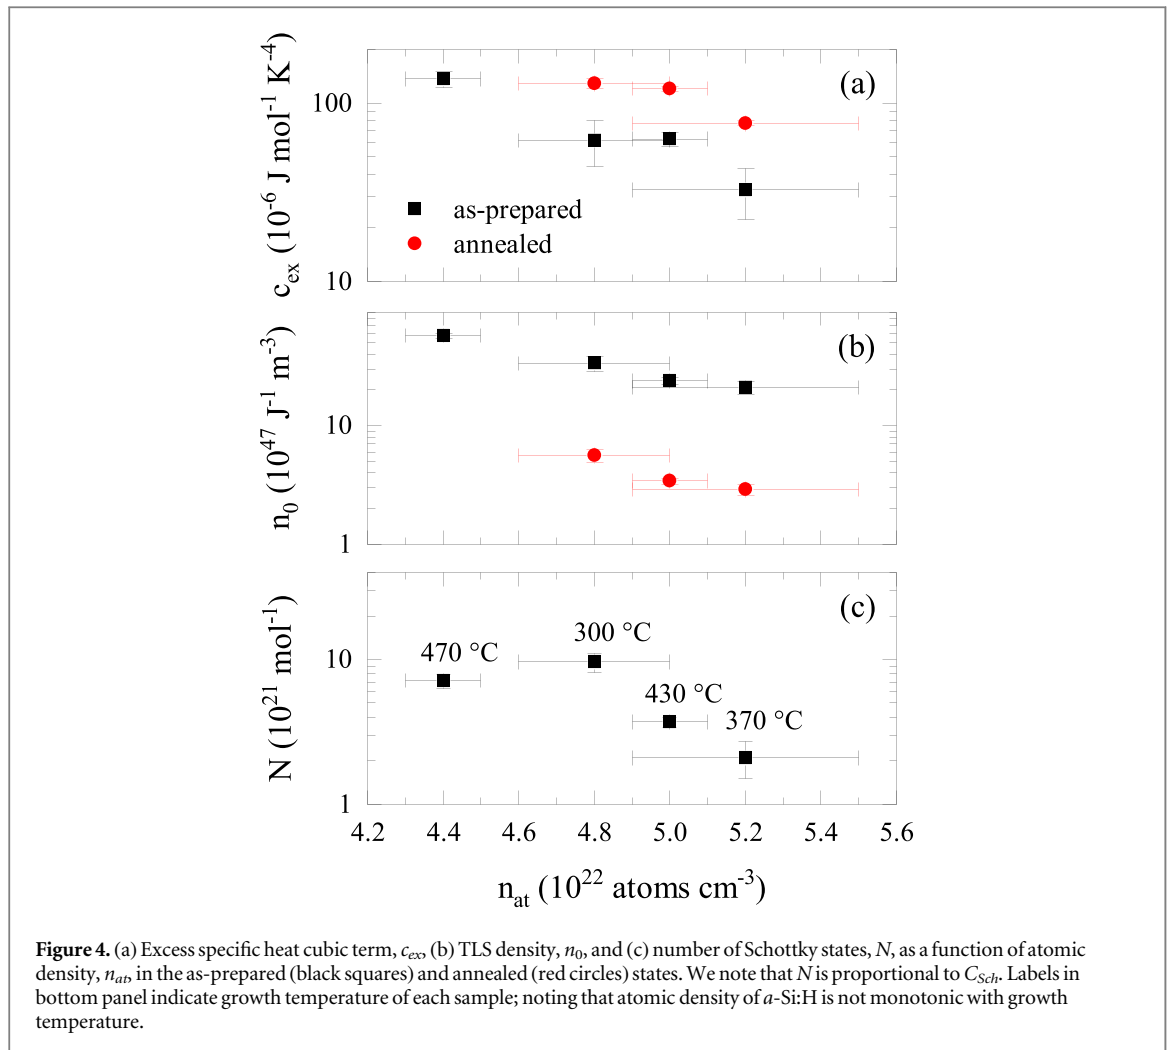 (a)
c_ex (10^-6 J mol^-1 K^-4)
100
10
as-prepared
annealed
(b)
n_0 (10^47 J^-1 m^-3)
10
1
(c)
N (10^21 mol^-1)
10
1
470 °C
300 °C
430 °C
370 °C
4.2 4.4 4.6 4.8 5.0 5.2 5.4 5.6
n_at (10^22 atoms cm^-3)
Figure 4. (a) Excess specific heat cubic term, c_ex, (b) TLS density, n_0, and (c) number of Schottky states, N, as a function of atomic
density, n_at, in the as-prepared (black squares) and annealed (red circles) states. We note that N is proportional to C_Sch. Labels in
bottom panel indicate growth temperature of each sample; noting that atomic density of a-Si:H is not monotonic with growth
temperature.